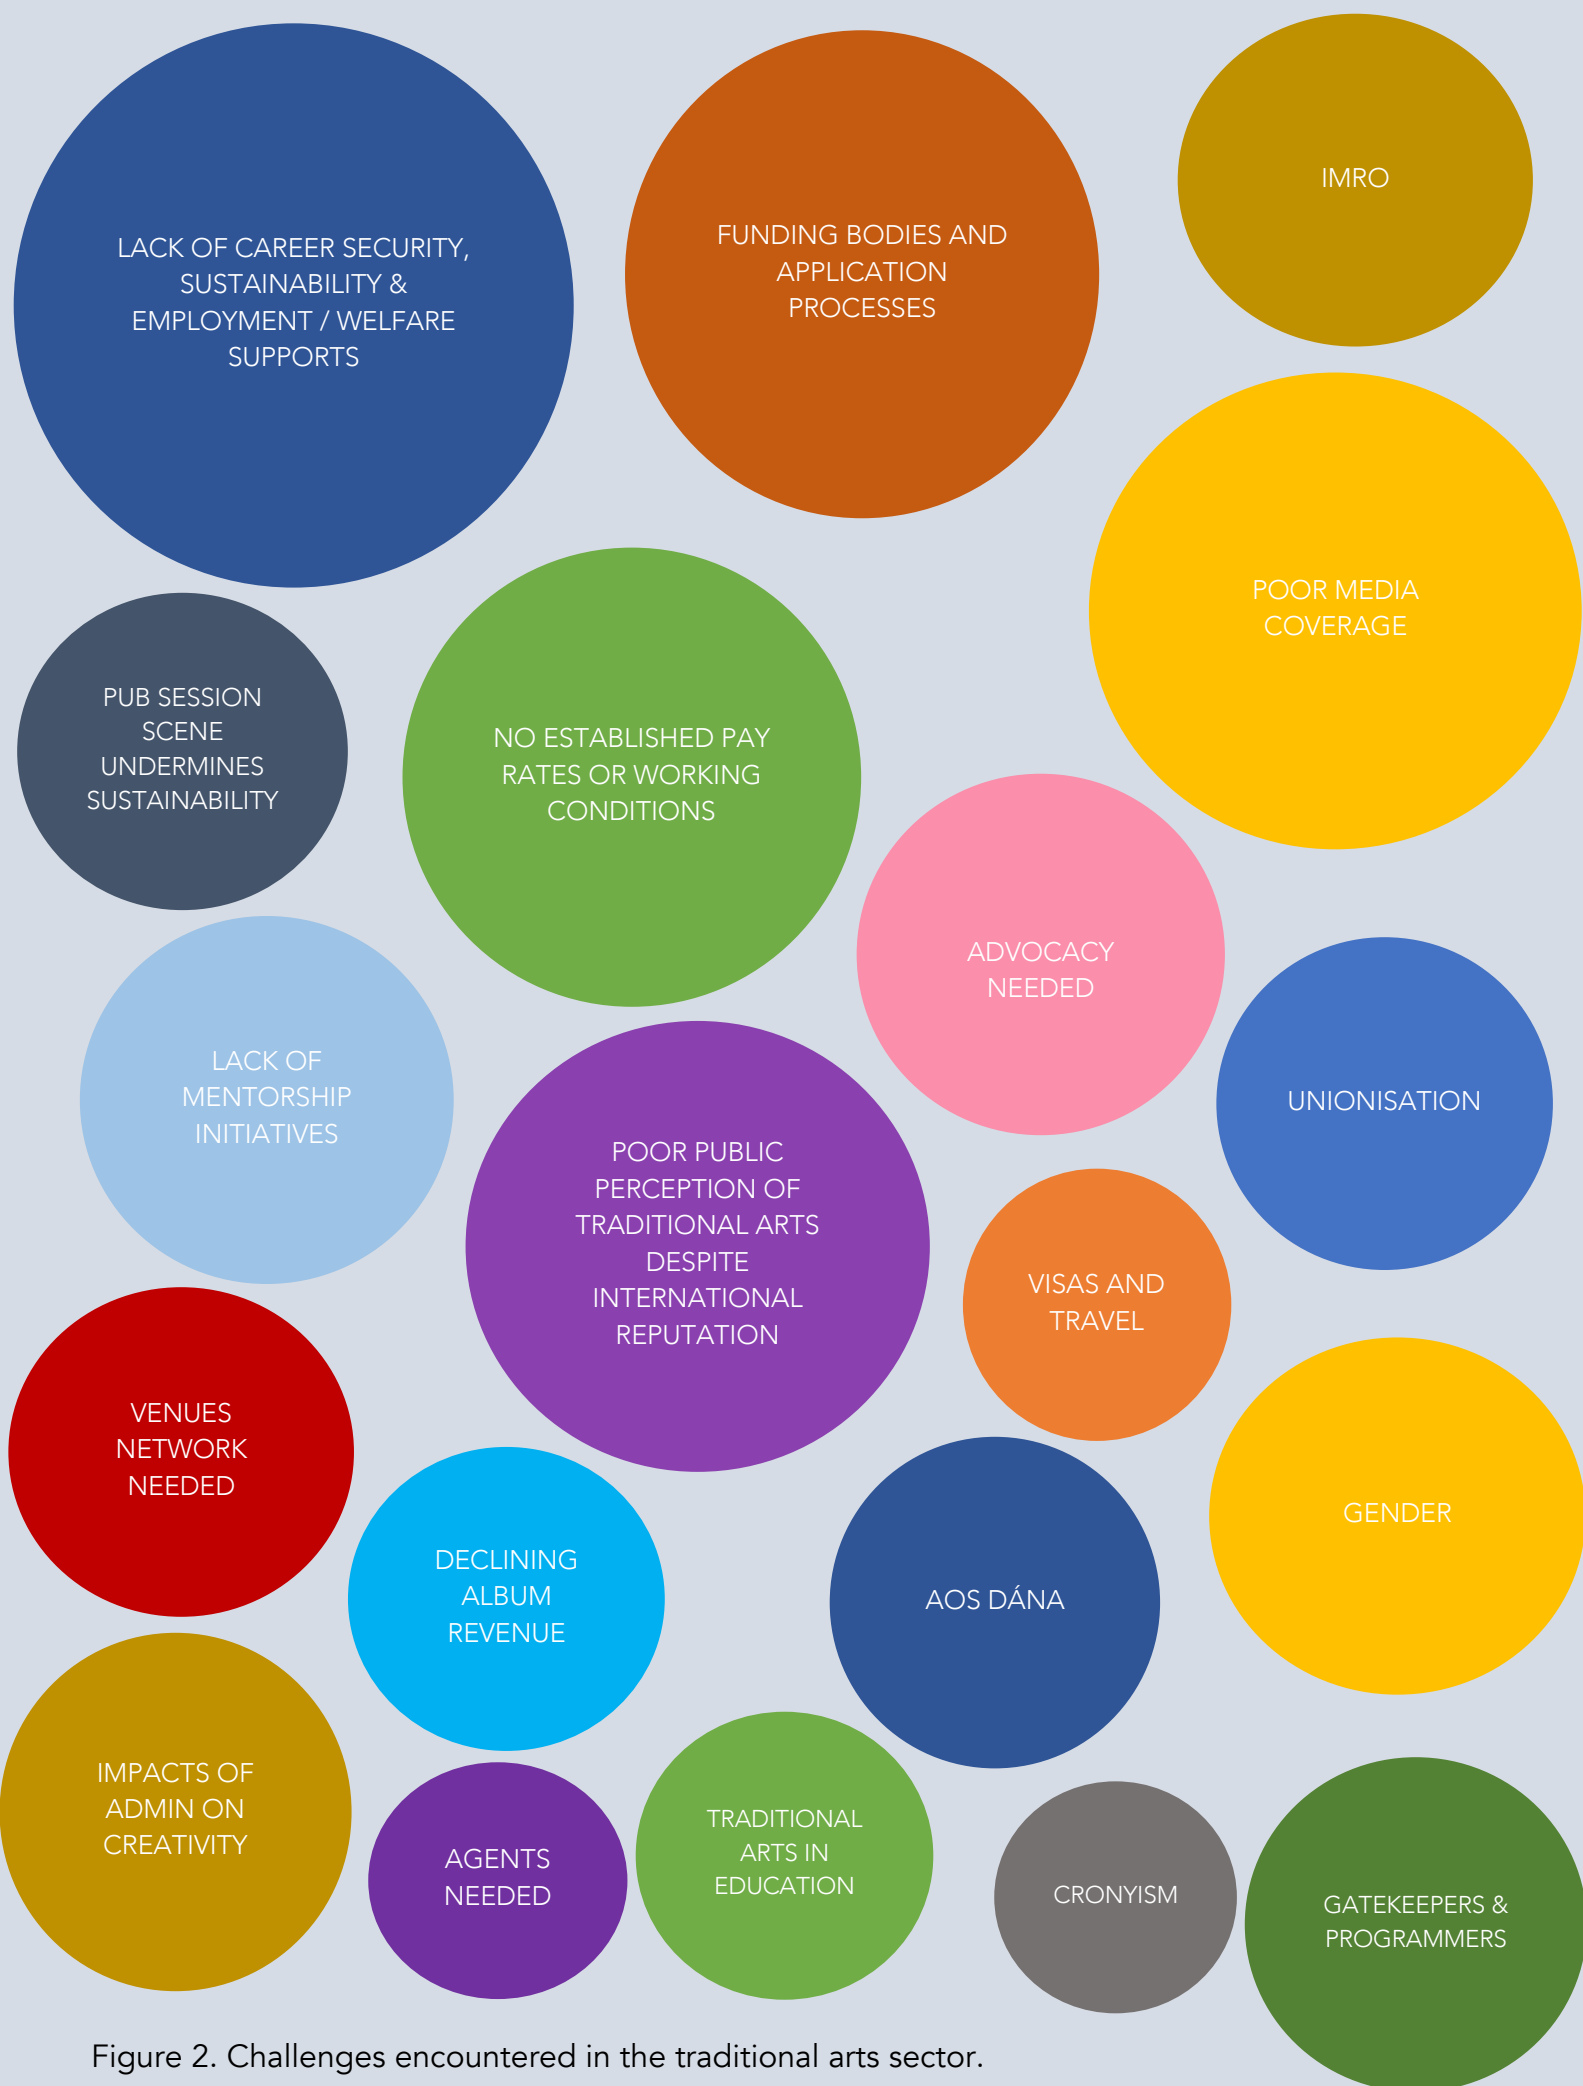 LACK OF CAREER SECURITY,
SUSTAINABILITY &
EMPLOYMENT / WELFARE
SUPPORTS
FUNDING BODIES AND
APPLICATION
PROCESSES
IMRO
POOR MEDIA
COVERAGE
PUB SESSION
SCENE
UNDERMINES
SUSTAINABILITY
NO ESTABLISHED PAY
RATES OR WORKING
CONDITIONS
ADVOCACY
NEEDED
LACK OF
MENTORSHIP
INITIATIVES
UNIONISATION
POOR PUBLIC
PERCEPTION OF
TRADITIONAL ARTS
DESPITE
INTERNATIONAL
REPUTATION
VISAS AND
TRAVEL
VENUES
NETWORK
NEEDED
GENDER
DECLINING
ALBUM
REVENUE
AOS DÁNA
IMPACTS OF
ADMIN ON
CREATIVITY
AGENTS
NEEDED
TRADITIONAL
ARTS IN
EDUCATION
CRONYISM
GATEKEEPERS &
PROGRAMMERS
Figure 2. Challenges encountered in the traditional arts sector.